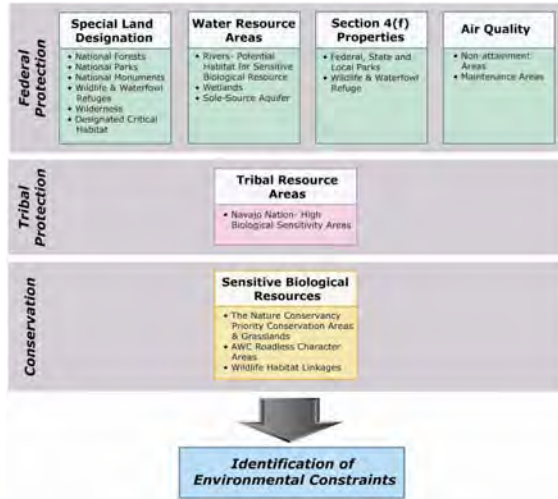 Federal
Protection
Special Land
Designation
• National Forests
• National Parks
• National Monuments
• Wildlife & Waterfowl
Refuges
• Wilderness
• Designated Critical
Habitat
Water Resource
Areas
• Rivers- Potential
Habitat for Sensitive
Biological Resource
• Wetlands
• Sole-Source Aquifer
Section 4(f)
Properties
• Federal, State and
Local Parks
• Wildlife & Waterfowl
Refuge
Air Quality
• Non-attainment
Areas
• Maintenance Areas
Tribal
Protection
Tribal Resource
Areas
• Navajo Nation- High
Biological Sensitivity Areas
Conservation
Sensitive Biological
Resources
• The Nature Conservancy
Priority Conservation Areas
& Grasslands
• AWC Roadless Character
Areas
• Wildlife Habitat Linkages
Identification of
Environmental Constraints